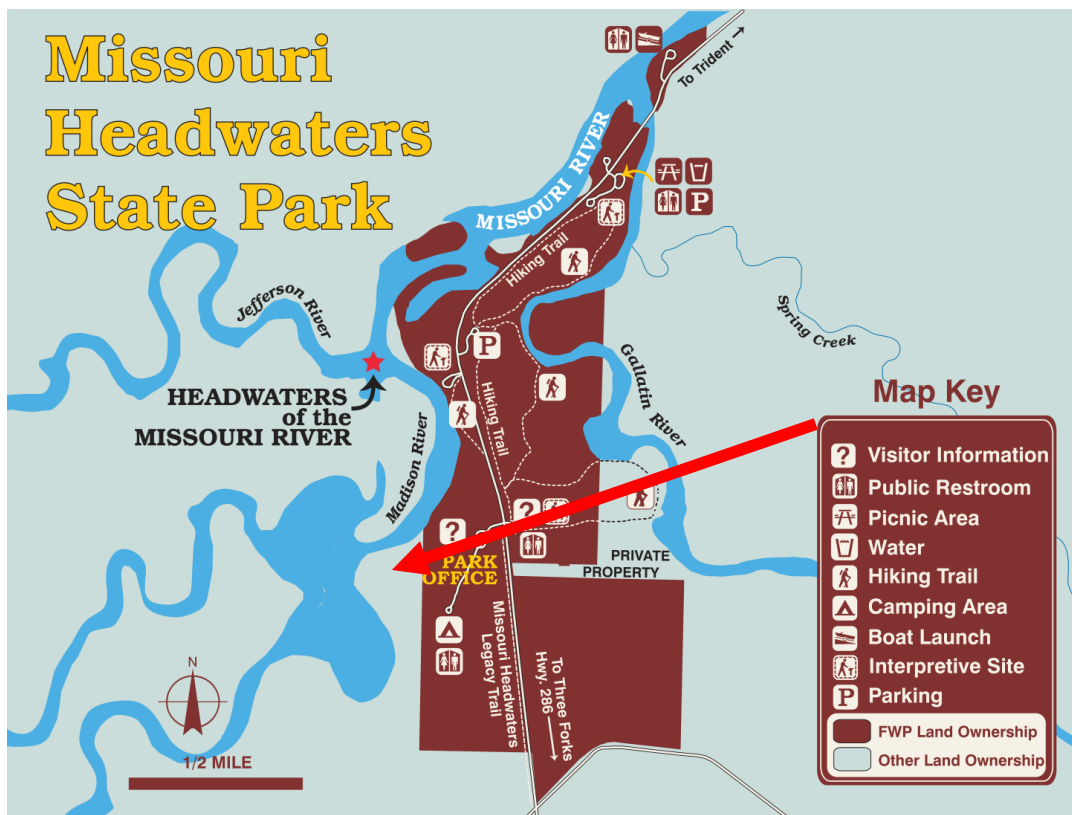 Missouri
Headwaters
State Park
To Trident
MISSOURI RIVER
P
Hiking Trail
Jefferson River
Spring Creek
P
HEADWATERS
of the
MISSOURI RIVER
Gallatin River
Hiking Trail
Madison River
?
?
PARK
OFFICE
PRIVATE
PROPERTY
Missouri Headwaters
Legacy Trail
To Three Forks
Hwy. 286
N
1/2 MILE
Map Key
? Visitor Information
Public Restroom
Picnic Area
Water
Hiking Trail
Camping Area
Boat Launch
Interpretive Site
P Parking
FWP Land Ownership
Other Land Ownership